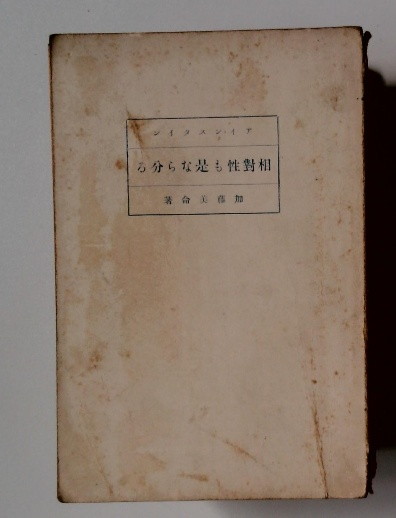 アインスタイン
相對性も是なら分る
加藤美侖著